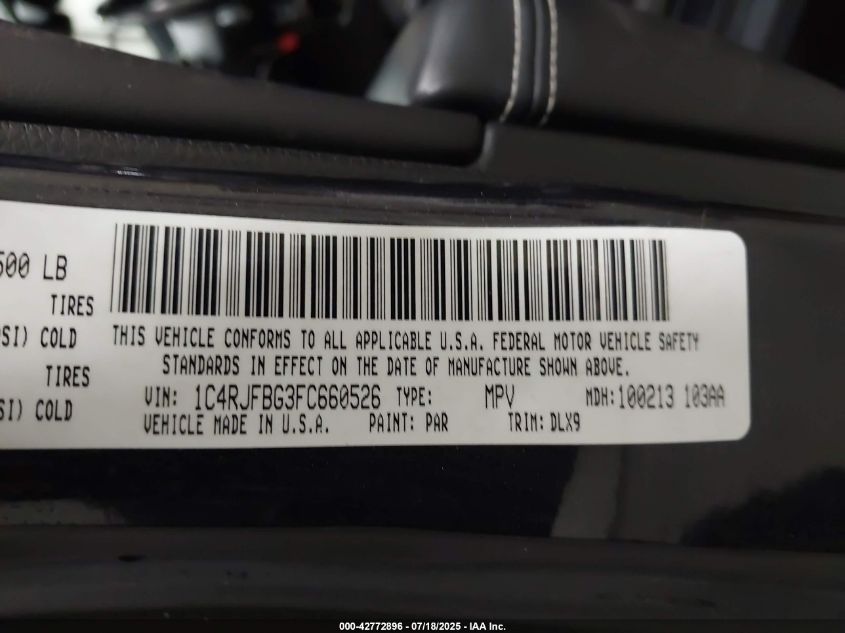 500 LB
TIRES
PSI) COLD
TIRES
SI) COLD
THIS VEHICLE CONFORMS TO ALL APPLICABLE U.S.A. FEDERAL MOTOR VEHICLE SAFETY
STANDARDS IN EFFECT ON THE DATE OF MANUFACTURE SHOWN ABOVE.
VIN: 1C4RJFBG3FC660526 TYPE: MPV MDH:100213 103AA
VEHICLE MADE IN U.S.A. PAINT: PAR TRIM: DLX9
000-42772896 - 07/18/2025 - IAA Inc.